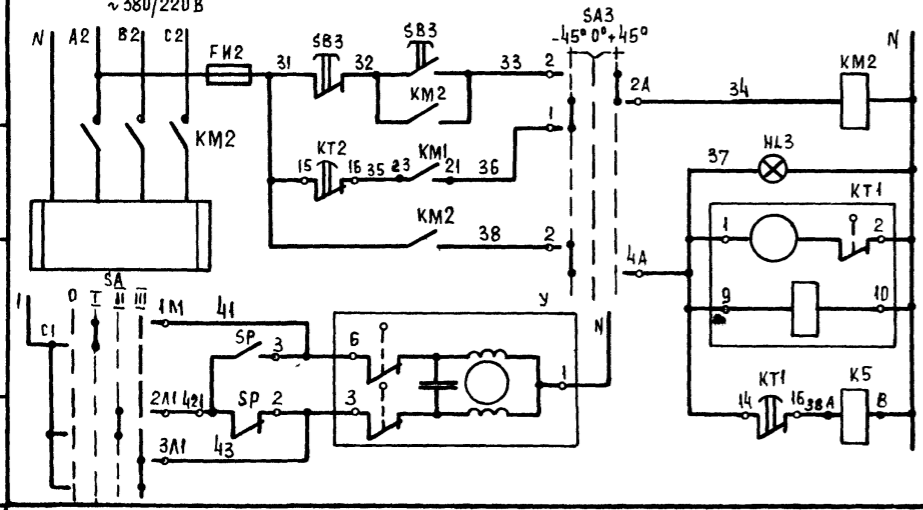 ~380/220В
N A2 B2 C2
FИ2
31 SB3 32 SB3 33 2
SA3
-45° 0° +45°
N
KM2
KM2
2A 34
KM2
1
KT2
15 16 35 23 KM1 21 36
37 HL3
KT1
KM2
38 2
1 2
4A
9 10
SA
0 I II III
1 C1
1M 41
SP 3
У
6
N
2Л1 42
SP 2
3
1
3Л1 43
KT1 K5
14 16 38A B